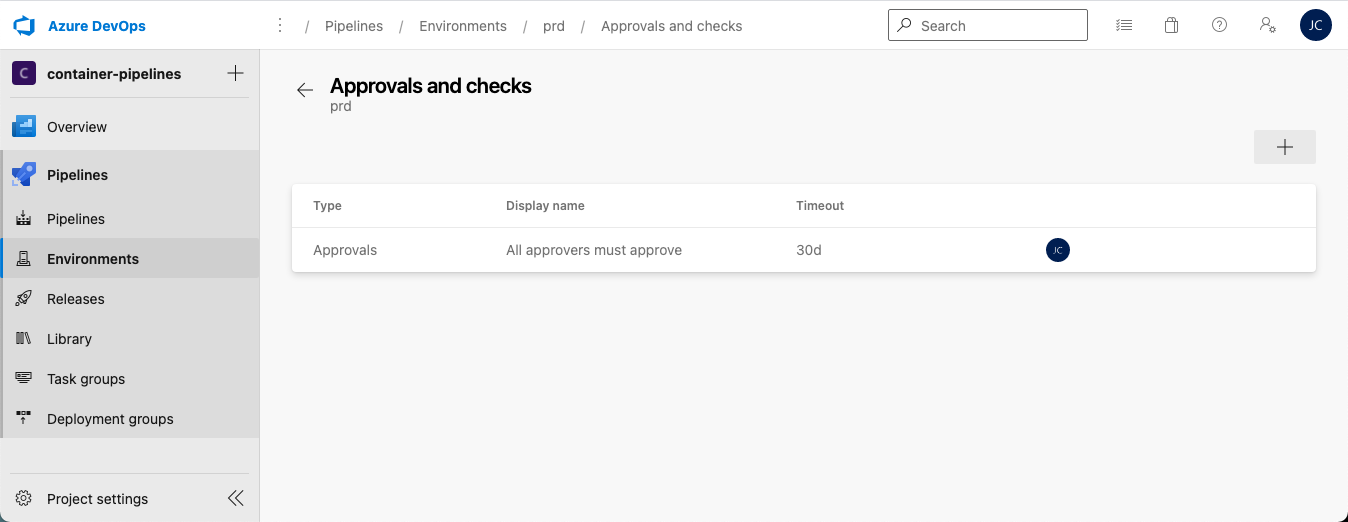 Azure DevOps
⋮ / Pipelines / Environments / prd / Approvals and checks
Search
JC
C container-pipelines
Overview
Pipelines
Pipelines
Environments
Releases
Library
Task groups
Deployment groups
Project settings
Approvals and checks
prd
Type Display name Timeout
Approvals All approvers must approve 30d JC